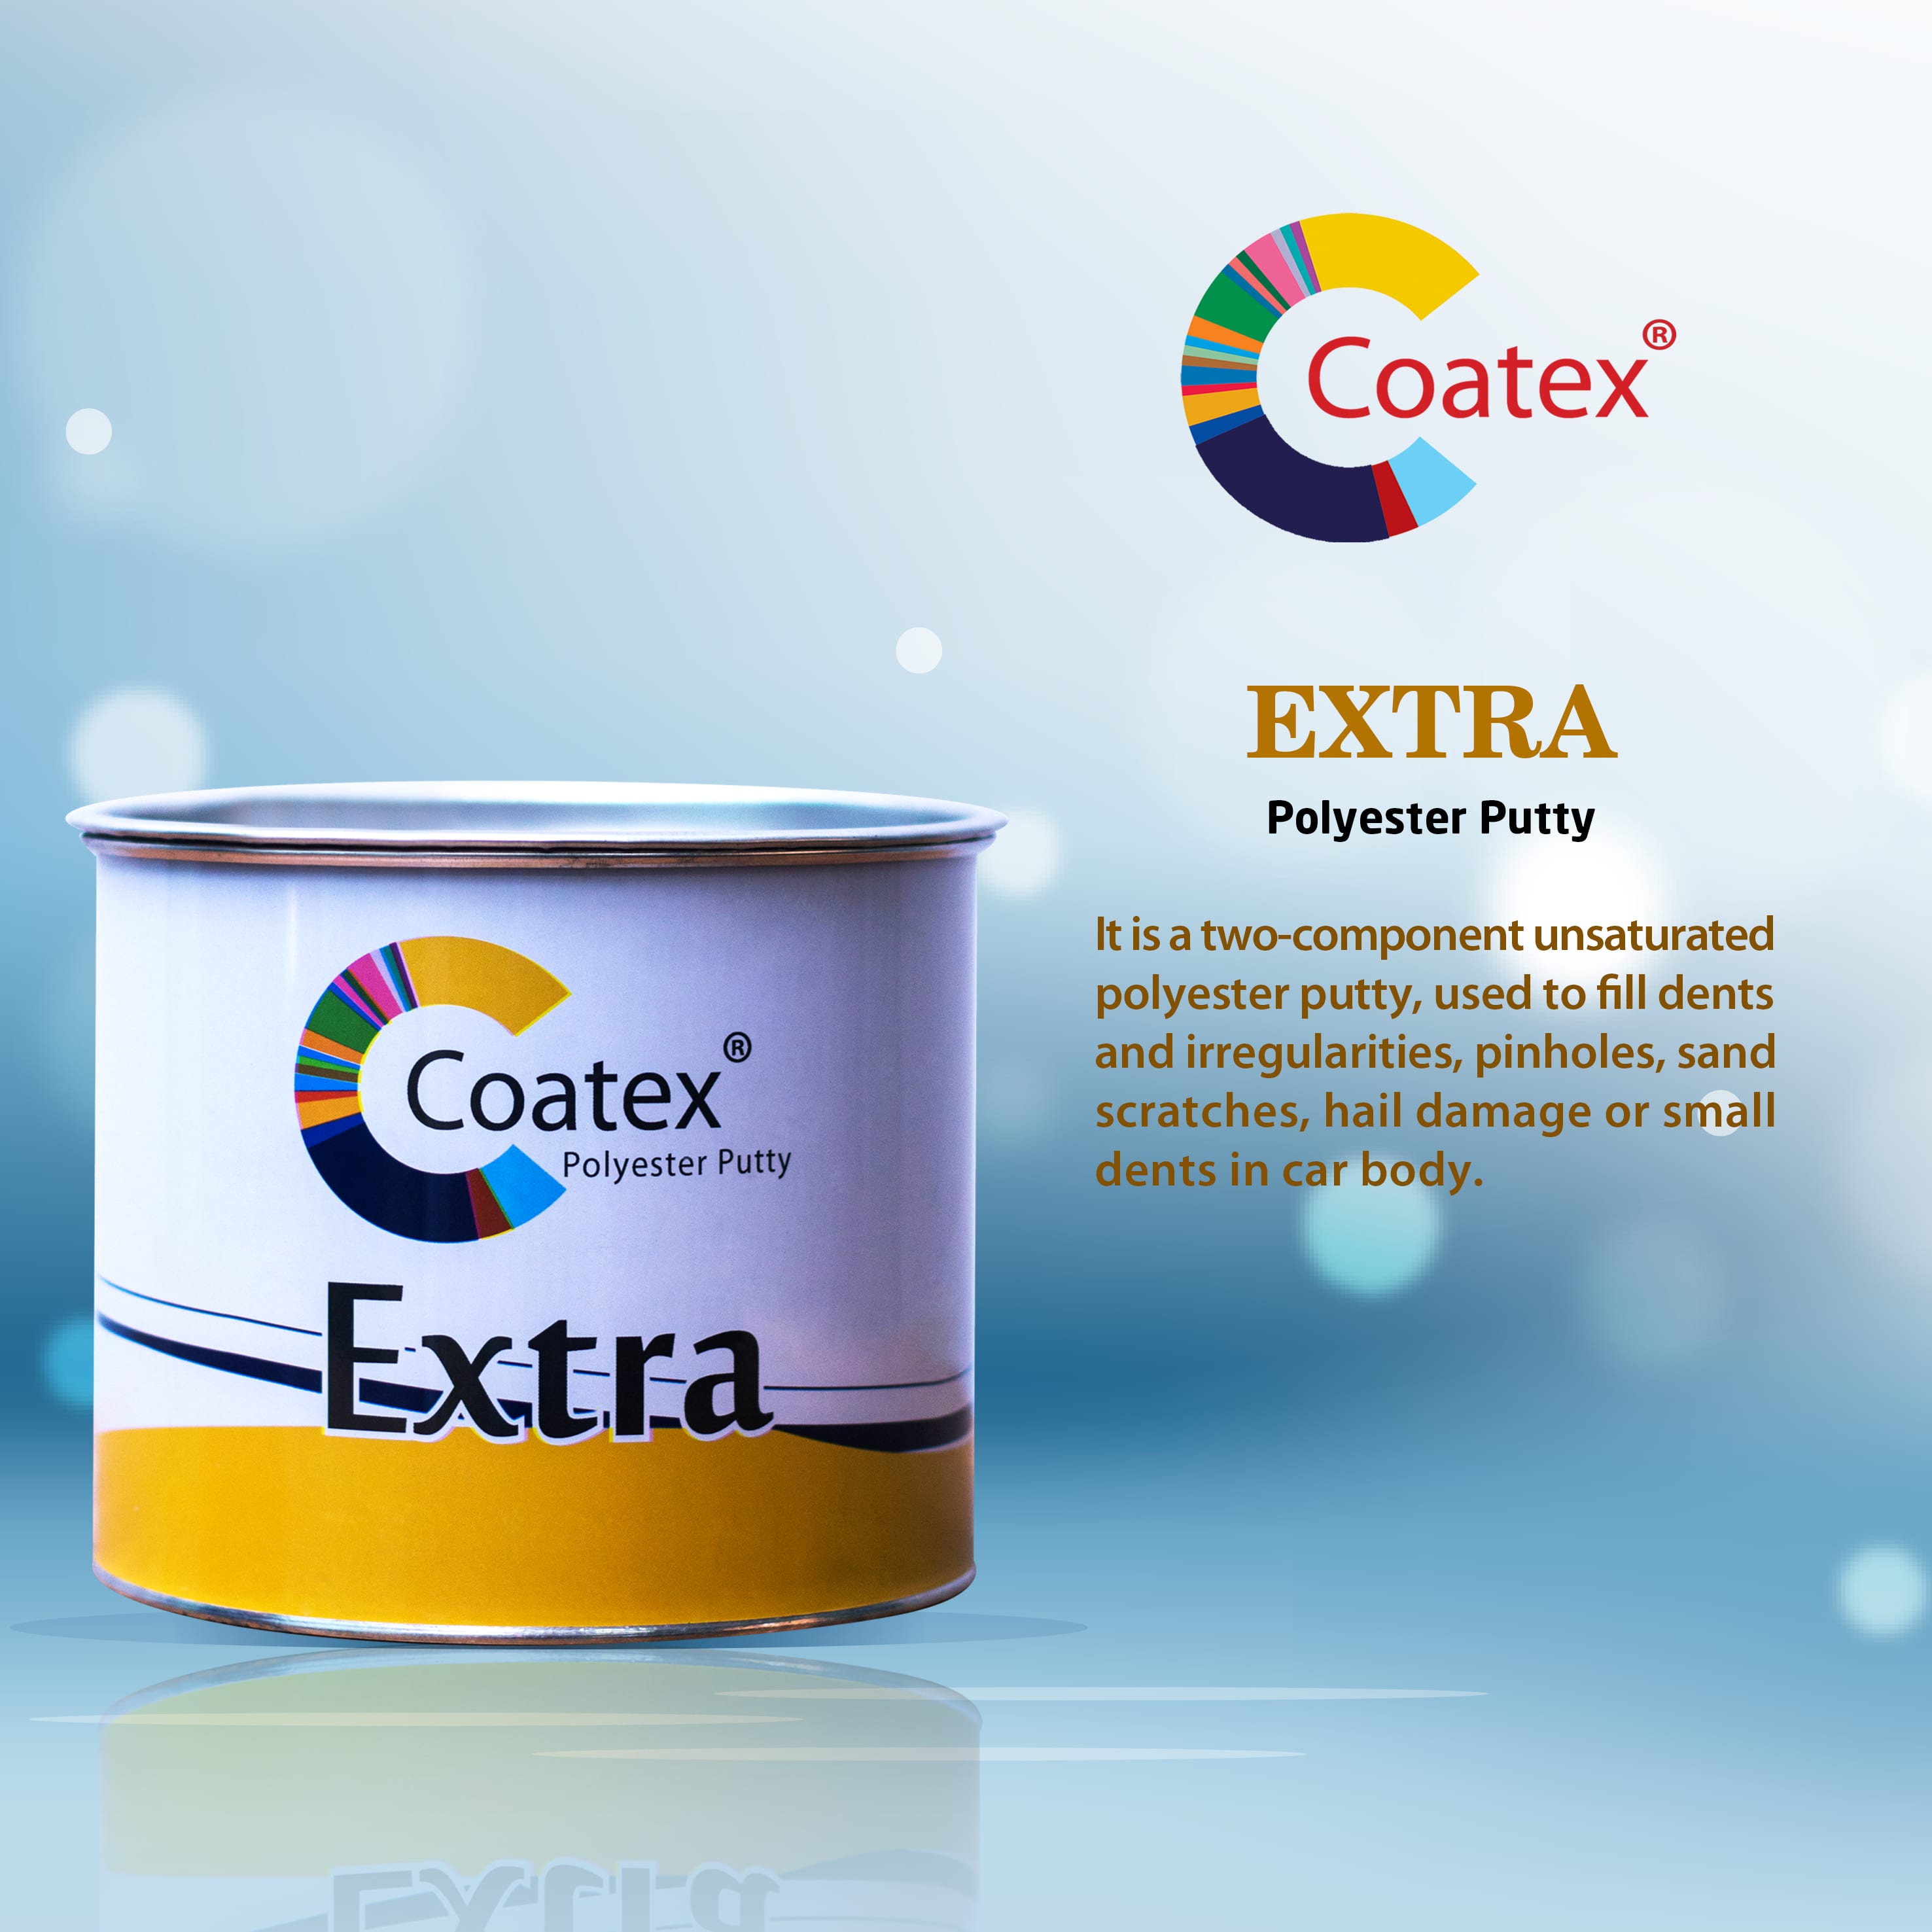 Coatex®
EXTRA
Polyester Putty
It is a two-component unsaturated
polyester putty, used to fill dents
and irregularities, pinholes, sand
scratches, hail damage or small
dents in car body.
Coatex®
Polyester Putty
Extra